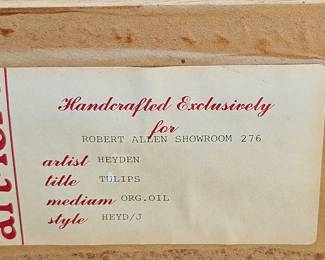 Handcrafted Exclusively
for
ROBERT ALLEN SHOWROOM 276
artist HEYDEN
title TULIPS
medium ORG.OIL
style HEYD/J